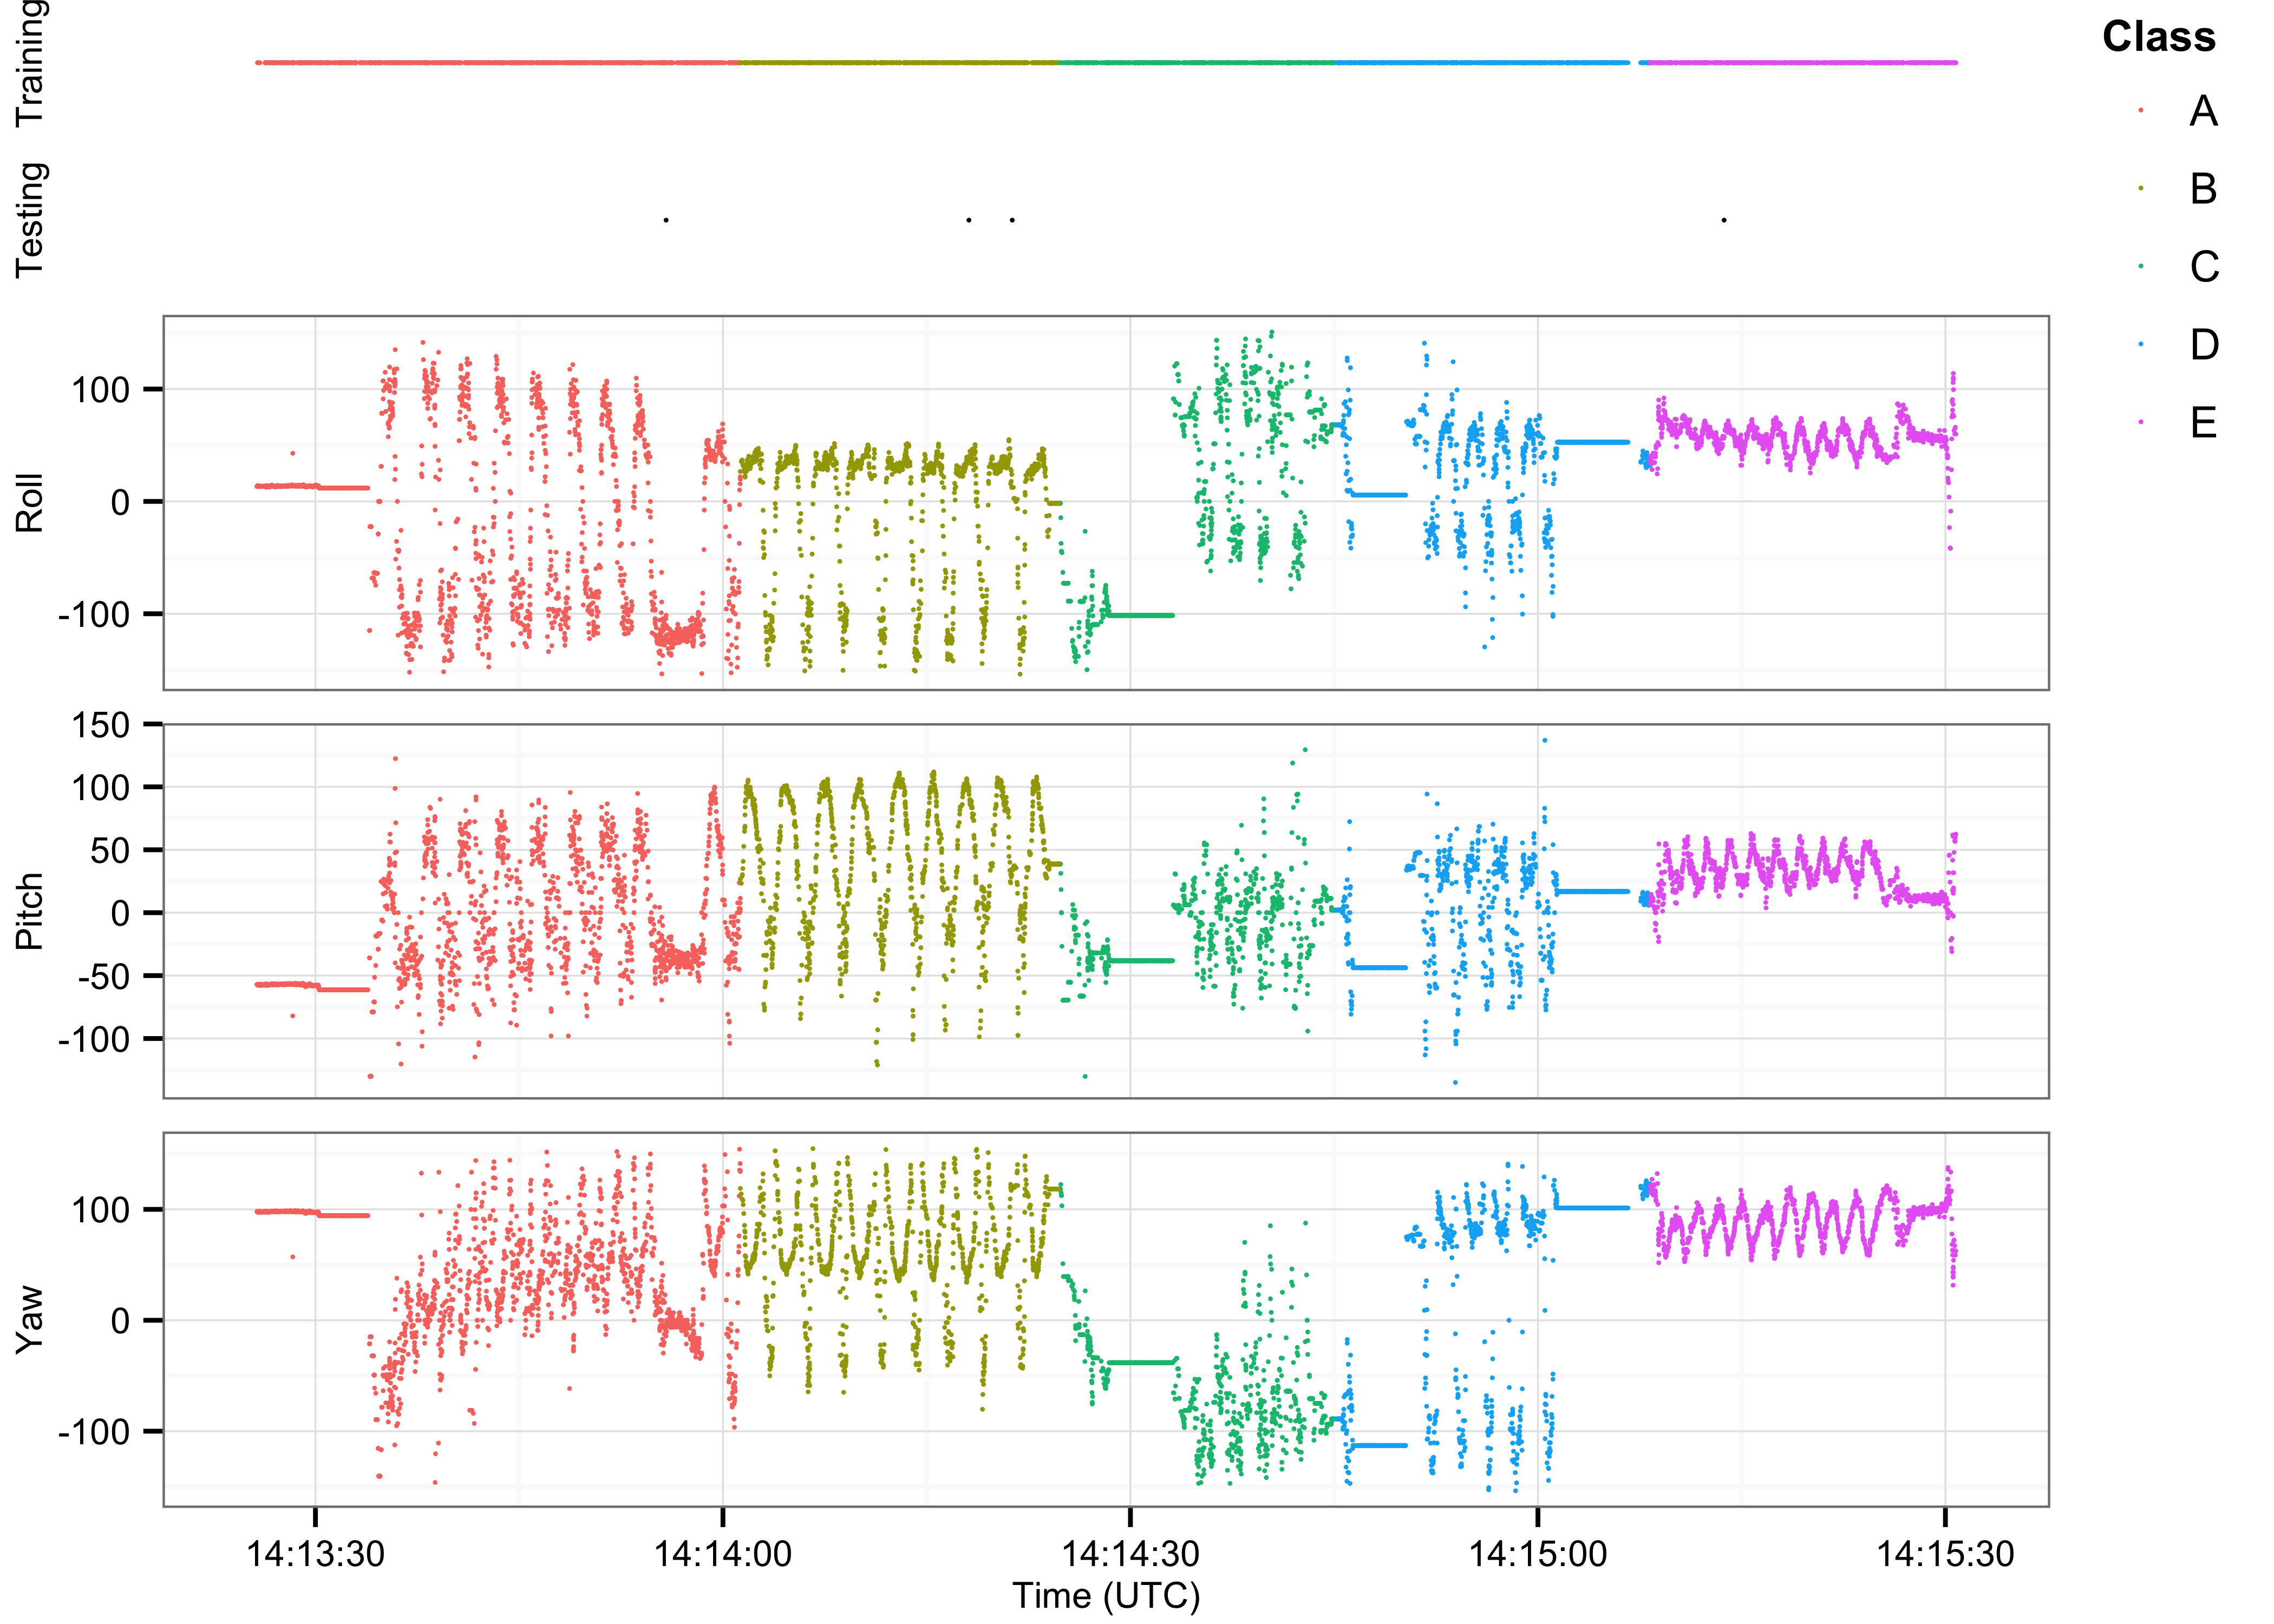 Training
Testing
Class
A
B
C
D
E
Roll
100
0
-100
Pitch
150
100
50
0
-50
-100
Yaw
100
0
-100
14:13:30 14:14:00 14:14:30 14:15:00 14:15:30
Time (UTC)